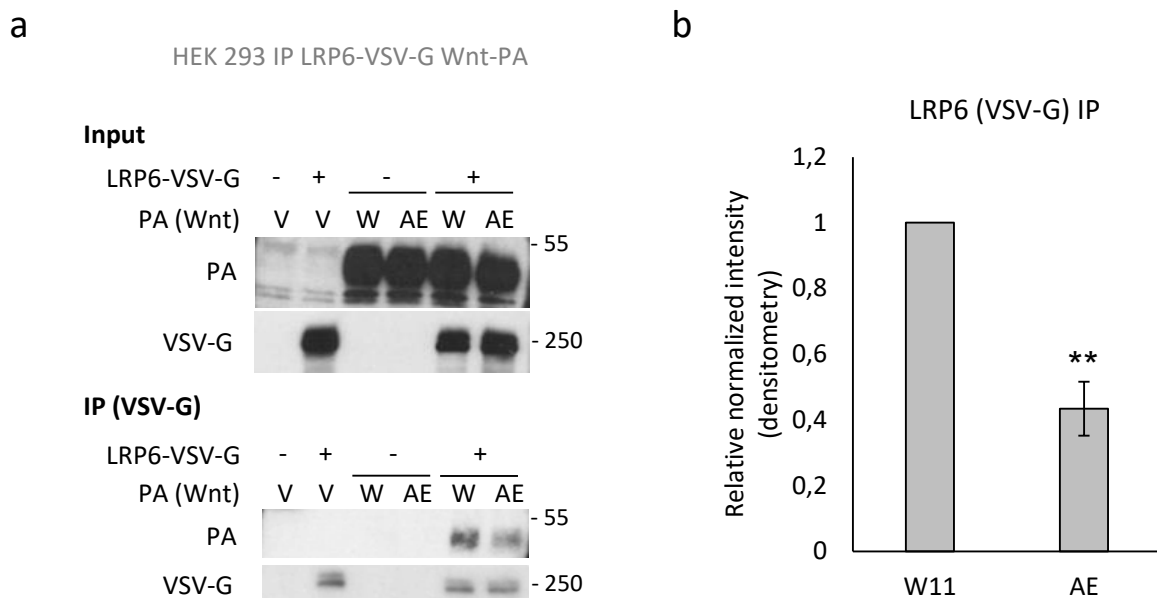 a
HEK 293 IP LRP6-VSV-G Wnt-PA
Input
LRP6-VSV-G - + - +
PA (Wnt) V V W AE W AE
PA - 55
VSV-G - 250
IP (VSV-G)
LRP6-VSV-G - + - +
PA (Wnt) V V W AE W AE
PA - 55
VSV-G - 250
b
LRP6 (VSV-G) IP
Relative normalized intensity
(densitometry)
1,2
1
0,8
0,6
0,4
0,2
0
**
W11 AE